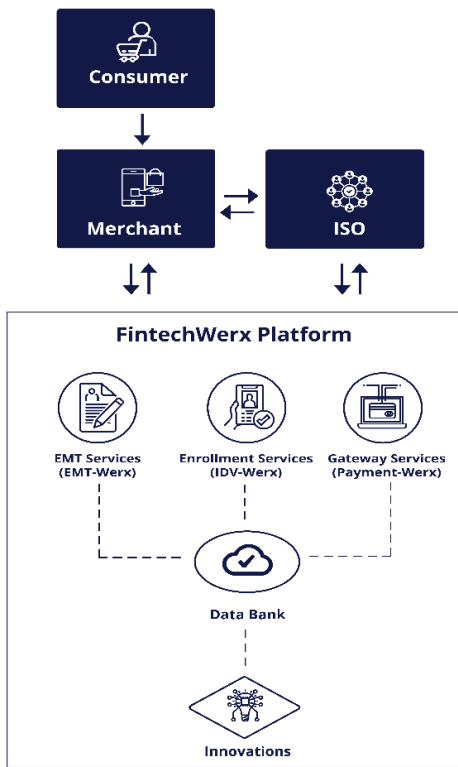 Consumer
Merchant
ISO
FintechWerx Platform
EMT Services
(EMT-Werx)
Enrollment Services
(IDV-Werx)
Gateway Services
(Payment-Werx)
Data Bank
Innovations